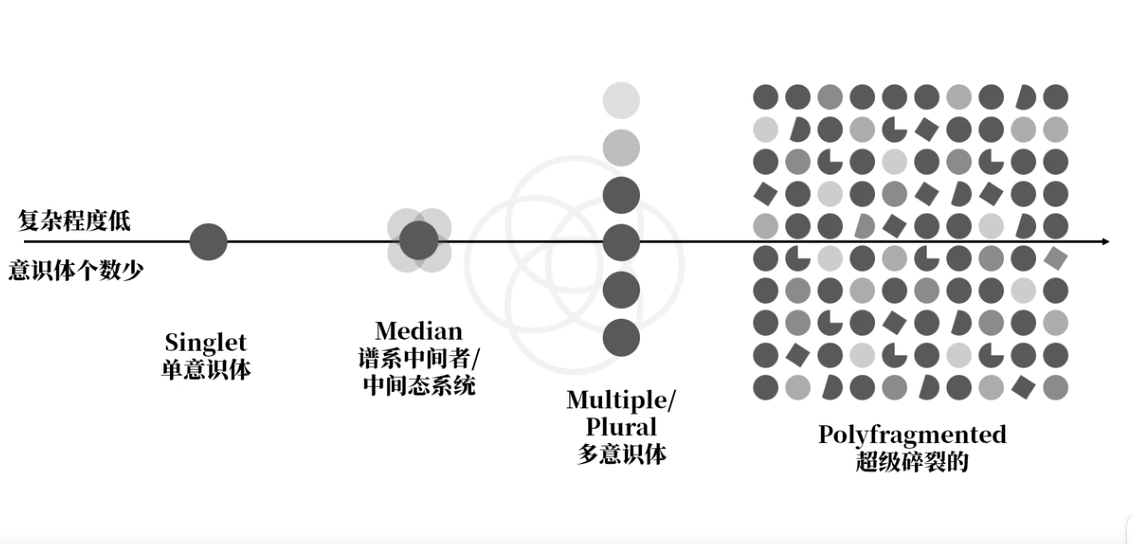 复杂程度低
意识体个数少
Singlet
单意识体
Median
谱系中间者/
中间态系统
Multiple/
Plural
多意识体
Polyfragmented
超级碎裂的